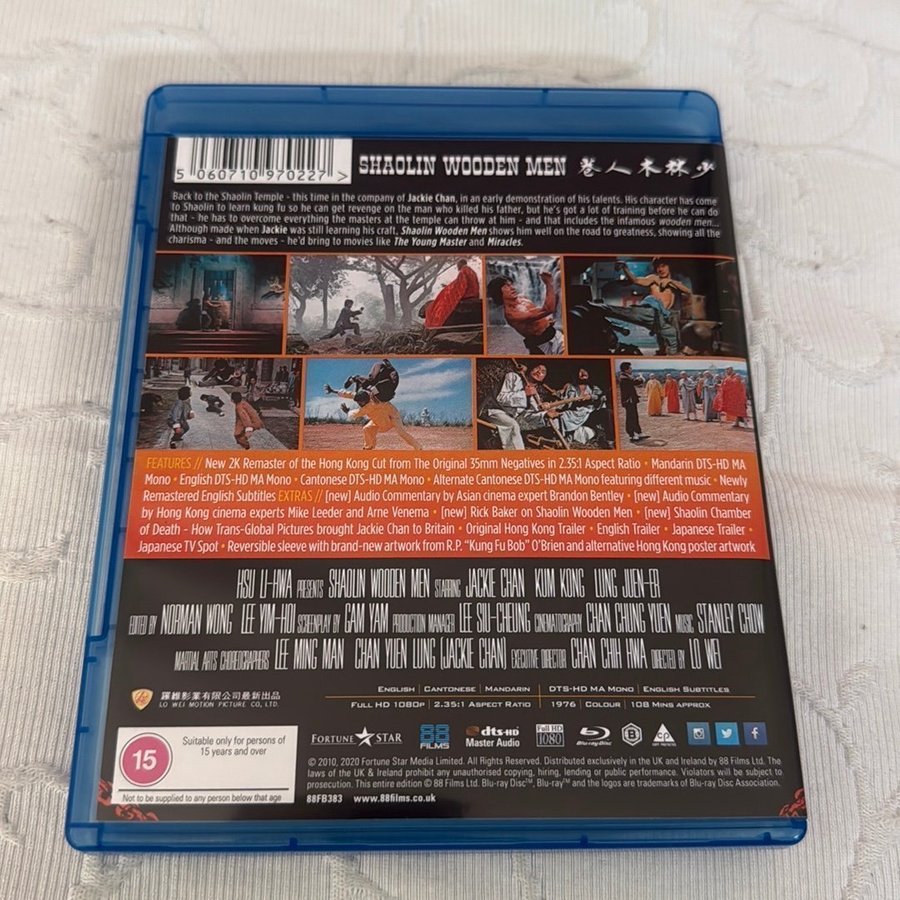 5 060710 970227 >
SHAOLIN WOODEN MEN 巷人木林少
Back to the Shaolin Temple - this time in the company of Jackie Chan, in an early demonstration of his talents. His character has come
to Shaolin to learn kung fu so he can get revenge on the man who killed his father, but he's got a lot of training before he can do
that - he has to overcome everything the masters at the temple can throw at him - and that includes the infamous wooden men...
Although made when Jackie was still learning his craft, Shaolin Wooden Men shows him well on the road to greatness, showing all the
charisma - and the moves - he'd bring to movies like The Young Master and Miracles.
FEATURES // New 2K Remaster of the Hong Kong Cut from The Original 35mm Negatives in 2.35:1 Aspect Ratio • Mandarin DTS-HD MA
Mono • English DTS-HD MA Mono • Cantonese DTS-HD MA Mono • Alternate Cantonese DTS-HD MA Mono featuring different music • Newly
Remastered English Subtitles EXTRAS // [new] Audio Commentary by Asian cinema expert Brandon Bentley • [new] Audio Commentary
by Hong Kong cinema experts Mike Leeder and Arne Venema • [new] Rick Baker on Shaolin Wooden Men • [new] Shaolin Chamber
of Death - How Trans-Global Pictures brought Jackie Chan to Britain • Original Hong Kong Trailer • English Trailer • Japanese Trailer •
Japanese TV Spot • Reversible sleeve with brand-new artwork from R.P. "Kung Fu Bob" O'Brien and alternative Hong Kong poster artwork
HSU LI-HWA PRESENTS SHAOLIN WOODEN MEN STARRING JACKIE CHAN KUM KONG LUNG JUEN-ER
EDITED BY NORMAN WONG LEE YIM-HOI SCREENPLAY BY GAM YAM PRODUCTION MANAGER LEE SIU-CHEUNG CINEMATOGRAPHY CHAN CHUNG YUEN MUSIC STANLEY CHOW
MARTIAL ARTS CHOREOGRAPHERS LEE MING MAN CHAN YUEN LUNG (JACKIE CHAN) EXECUTIVE DIRECTOR CHAN CHIH HWA DIRECTED BY LO WEI
羅維影業有限公司最新出品
LO WEI MOTION PICTURE CO., LTD.
ENGLISH | CANTONESE | MANDARIN | DTS-HD MA MONO | ENGLISH SUBTITLES
FULL HD 1080P | 2.35:1 ASPECT RATIO | 1976 | COLOUR | 108 MINS APPROX
15
Suitable only for persons of
15 years and over
Not to be supplied to any person below that age
FORTUNE STAR
88 FILMS
dts-HD Master Audio
Full HD 1080
Blu-ray Disc
B
© 2010, 2020 Fortune Star Media Limited. All Rights Reserved. Distributed exclusively in the UK and Ireland by 88 Films Ltd. The
laws of the UK & Ireland prohibit any unauthorised copying, hiring, lending or public performance. Violators will be subject to
prosecution. This entire edition © 88 Films Ltd. Blu-ray Disc™, Blu-ray™ and the logos are trademarks of Blu-ray Disc Association.
88FB383 www.88films.co.uk